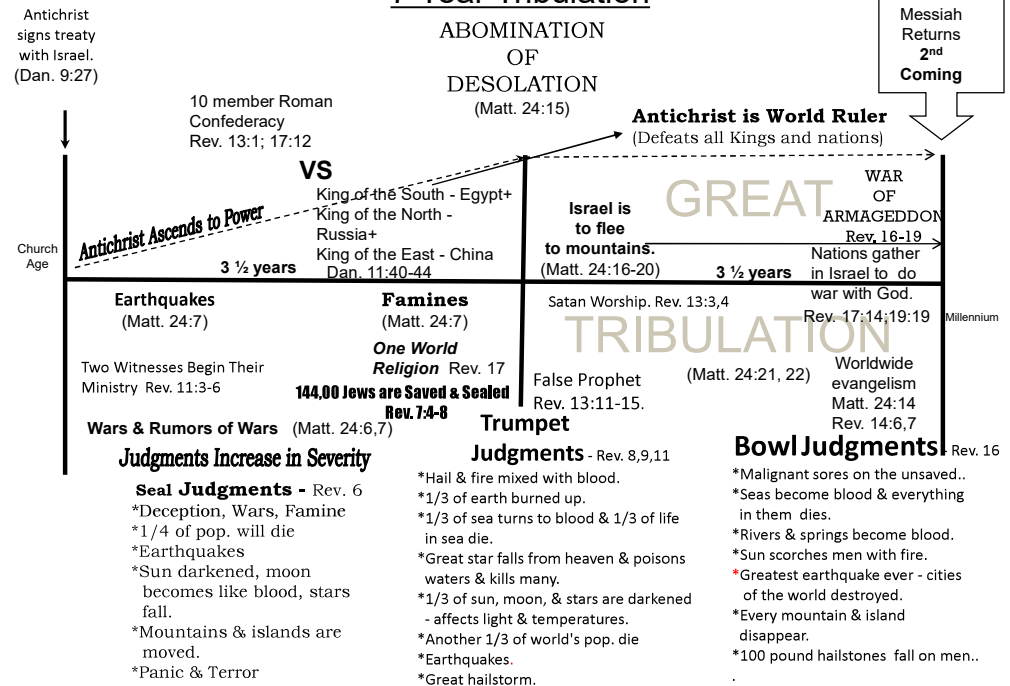 7 Year Tribulation
Antichrist
signs treaty
with Israel.
(Dan. 9:27)
ABOMINATION
OF
DESOLATION
(Matt. 24:15)
Messiah
Returns
2nd
Coming
10 member Roman
Confederacy
Rev. 13:1; 17:12
VS
King of the South - Egypt+
King of the North -
Russia+
King of the East - China
Dan. 11:40-44
Antichrist is World Ruler
(Defeats all Kings and nations)
Antichrist Ascends to Power
Church
Age
3 ½ years
GREAT
Israel is
to flee
to mountains.
(Matt. 24:16-20)
3 ½ years
WAR
OF
ARMAGEDDON
Rev. 16-19
Nations gather
in Israel to do
war with God.
Rev. 17:14;19:19
Millennium
Earthquakes
(Matt. 24:7)
Famines
(Matt. 24:7)
Satan Worship. Rev. 13:3,4
TRIBULATION
One World
Religion Rev. 17
Two Witnesses Begin Their
Ministry Rev. 11:3-6
144,00 Jews are Saved & Sealed
Rev. 7:4-8
False Prophet
Rev. 13:11-15.
(Matt. 24:21, 22)
Worldwide
evangelism
Matt. 24:14
Rev. 14:6,7
Wars & Rumors of Wars (Matt. 24:6,7)
Judgments Increase in Severity
Seal Judgments - Rev. 6
*Deception, Wars, Famine
*1/4 of pop. will die
*Earthquakes
*Sun darkened, moon
becomes like blood, stars
fall.
*Mountains & islands are
moved.
*Panic & Terror
Trumpet
Judgments - Rev. 8,9,11
*Hail & fire mixed with blood.
*1/3 of earth burned up.
*1/3 of sea turns to blood & 1/3 of life
in sea die.
*Great star falls from heaven & poisons
waters & kills many.
*1/3 of sun, moon, & stars are darkened
- affects light & temperatures.
*Another 1/3 of world's pop. die
*Earthquakes.
*Great hailstorm.
Bowl Judgments - Rev. 16
*Malignant sores on the unsaved..
*Seas become blood & everything
in them dies.
*Rivers & springs become blood.
*Sun scorches men with fire.
*Greatest earthquake ever - cities
of the world destroyed.
*Every mountain & island
disappear.
*100 pound hailstones fall on men..
.